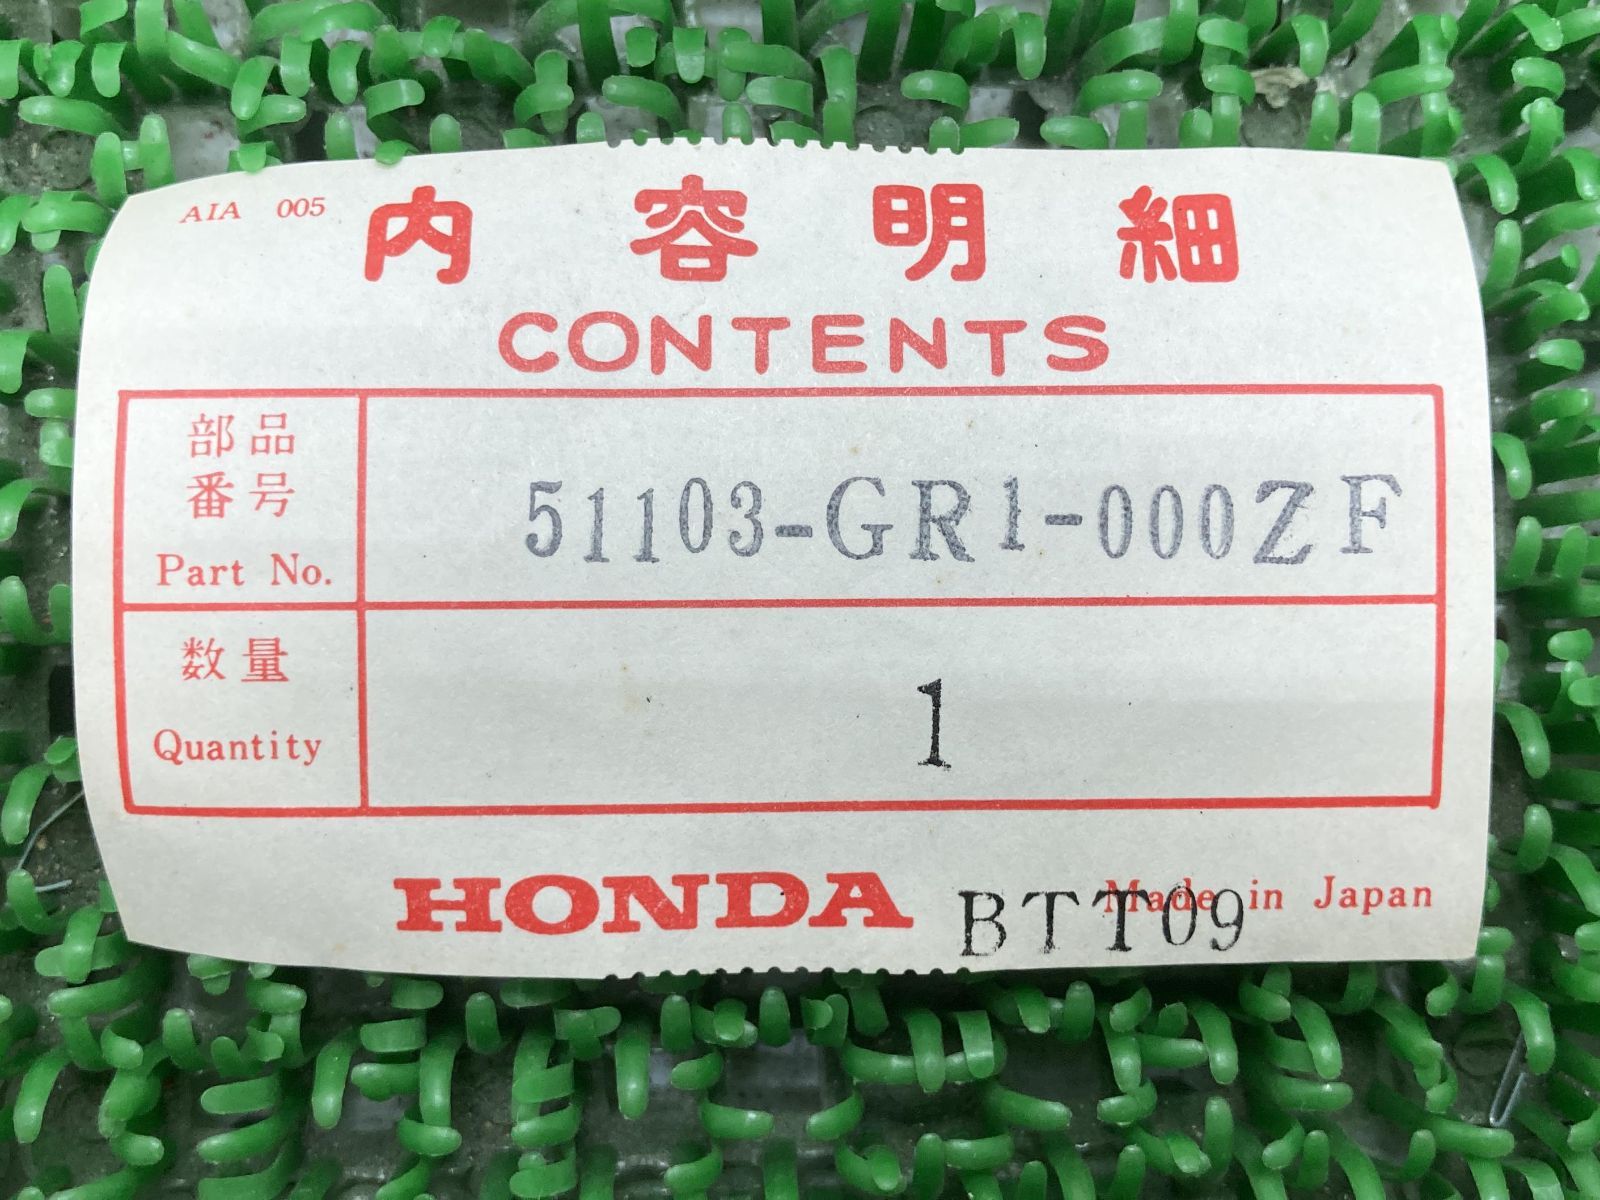 AIA 005
内容明細
CONTENTS
部品
番号
Part No.
51103-GR1-000ZF
数量
Quantity
1
HONDA
Made in Japan
BTT09